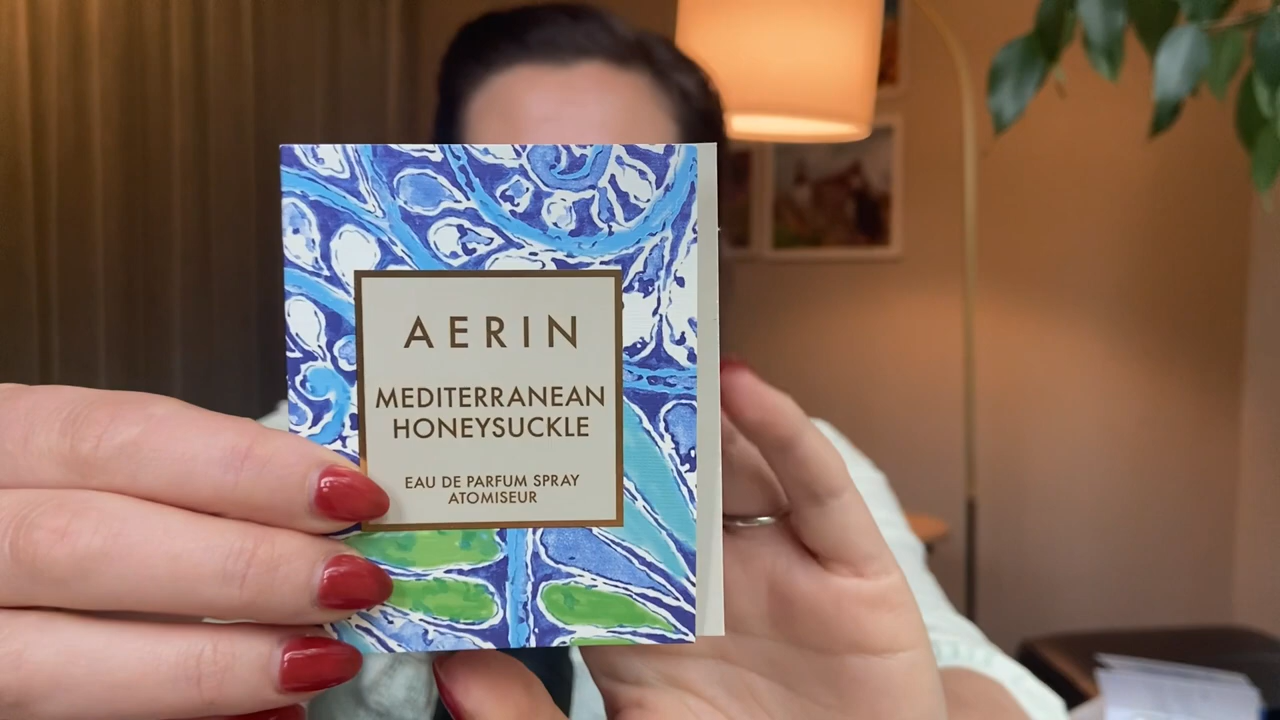 AERIN
MEDITERRANEAN
HONEYSUCKLE
EAU DE PARFUM SPRAY
ATOMISEUR